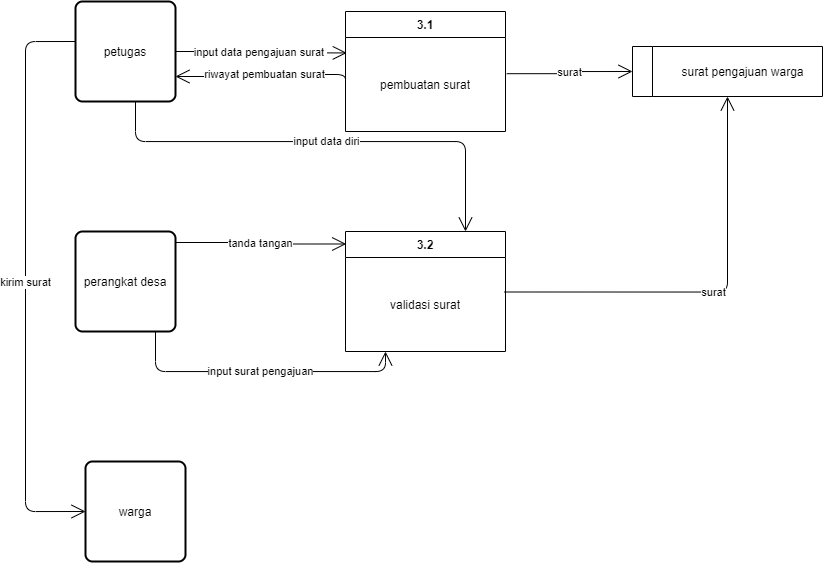 petugas
3.1
input data pengajuan surat
riwayat pembuatan surat
pembuatan surat
surat
surat pengajuan warga
input data diri
perangkat desa
tanda tangan
3.2
validasi surat
surat
kirim surat
input surat pengajuan
warga